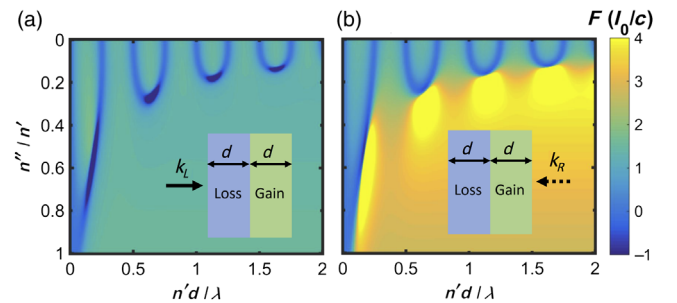 (a)
(b)
F (I₀/c)
n″ / n′
0
0.2
0.4
0.6
0.8
1
0
0.5
1
1.5
2
n′d / λ
k_L
d
d
Loss
Gain
0
0.5
1
1.5
2
n′d / λ
d
d
Loss
Gain
k_R
4
3
2
1
0
–1